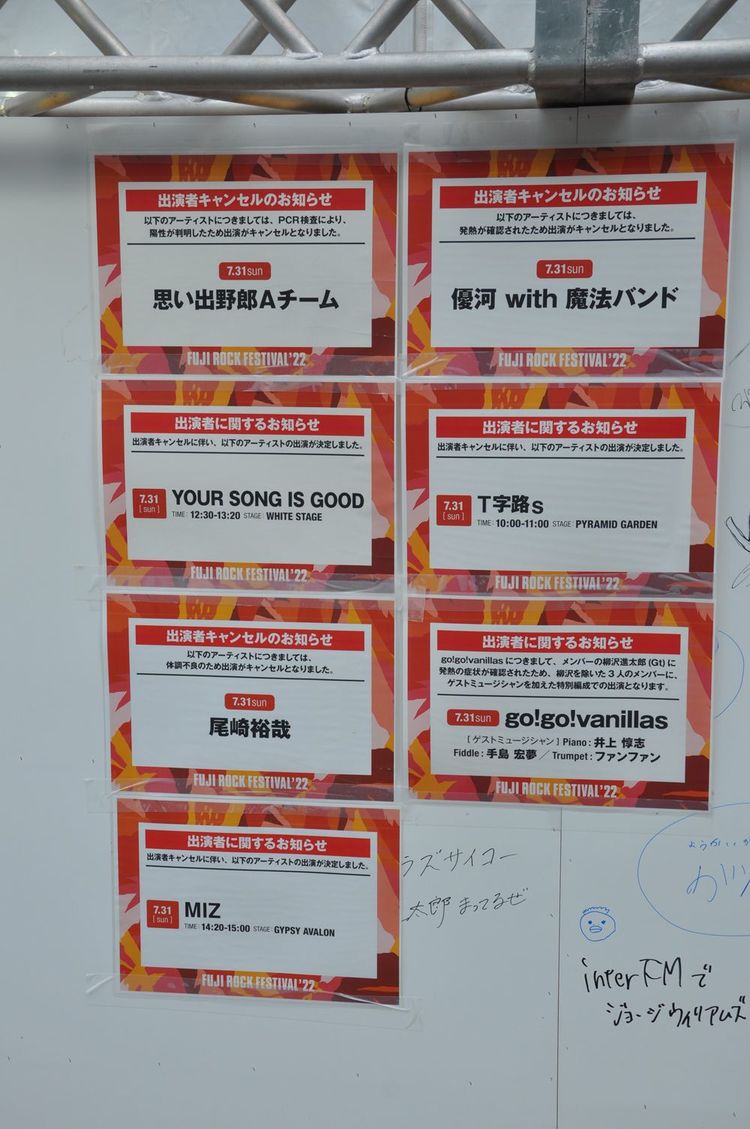 出演者キャンセルのお知らせ
以下のアーティストにつきましては、PCR検査により、
陽性が判明したため出演がキャンセルとなりました。
7.31sun
思い出野郎Aチーム
FUJI ROCK FESTIVAL'22
出演者キャンセルのお知らせ
以下のアーティストにつきましては、
発熱が確認されたため出演がキャンセルとなりました。
7.31sun
優河 with 魔法バンド
FUJI ROCK FESTIVAL'22
出演者に関するお知らせ
出演者キャンセルに伴い、以下のアーティストの出演が決定しました。
7.31 [sun]
YOUR SONG IS GOOD
TIME: 12:30-13:20 STAGE: WHITE STAGE
FUJI ROCK FESTIVAL'22
出演者に関するお知らせ
出演者キャンセルに伴い、以下のアーティストの出演が決定しました。
7.31 [sun]
T字路s
TIME: 10:00-11:00 STAGE: PYRAMID GARDEN
FUJI ROCK FESTIVAL'22
出演者キャンセルのお知らせ
以下のアーティストにつきましては、
体調不良のため出演がキャンセルとなりました。
7.31sun
尾崎裕哉
FUJI ROCK FESTIVAL'22
出演者に関するお知らせ
go!go!vanillasにつきまして、メンバーの柳沢進太郎(Gt)に
発熱の症状が確認されたため、柳沢を除いた3人のメンバーに、
ゲストミュージシャンを加えた特別編成での出演となります。
7.31sun go!go!vanillas
[ゲストミュージシャン] Piano: 井上 惇志
Fiddle: 手島 宏夢 / Trumpet: ファンファン
FUJI ROCK FESTIVAL'22
出演者に関するお知らせ
出演者キャンセルに伴い、以下のアーティストの出演が決定しました。
7.31 [sun]
MIZ
TIME: 14:20-15:00 STAGE: GYPSY AVALON
FUJI ROCK FESTIVAL'22
ラズサイコー
太郎 まってるぜ
interFMで
ジョージウィリアムズ